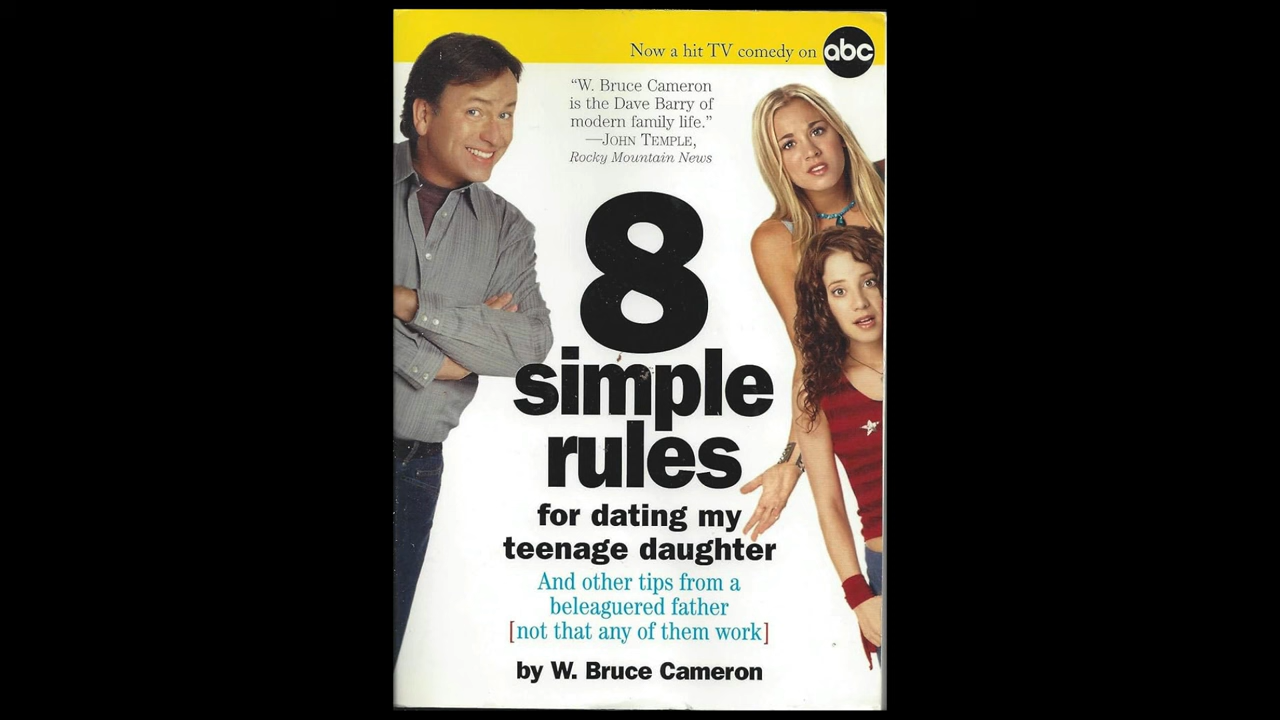 Now a hit TV comedy on abc
“W. Bruce Cameron
is the Dave Barry of
modern family life.”
—JOHN TEMPLE,
Rocky Mountain News
8
simple
rules
for dating my
teenage daughter
And other tips from a
beleaguered father
[not that any of them work]
by W. Bruce Cameron